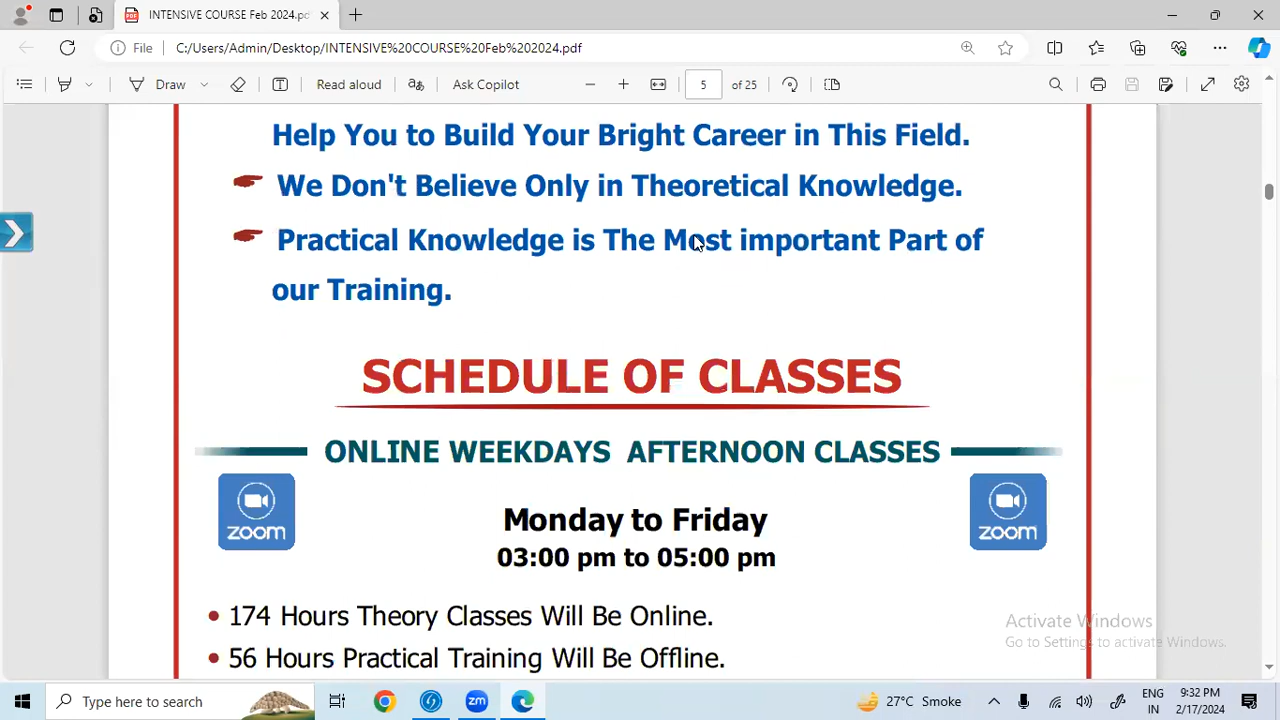 INTENSIVE COURSE Feb 2024.pd
File C:/Users/Admin/Desktop/INTENSIVE%20COURSE%20Feb%202024.pdf
Draw Read aloud aあ Ask Copilot 5 of 25
Help You to Build Your Bright Career in This Field.
We Don't Believe Only in Theoretical Knowledge.
Practical Knowledge is The Most important Part of
our Training.
SCHEDULE OF CLASSES
ONLINE WEEKDAYS AFTERNOON CLASSES
zoom Monday to Friday zoom
03:00 pm to 05:00 pm
• 174 Hours Theory Classes Will Be Online.
• 56 Hours Practical Training Will Be Offline.
Activate Windows
Go to Settings to activate Windows.
Type here to search
zm
27°C Smoke
ENG
IN
9:32 PM
2/17/2024